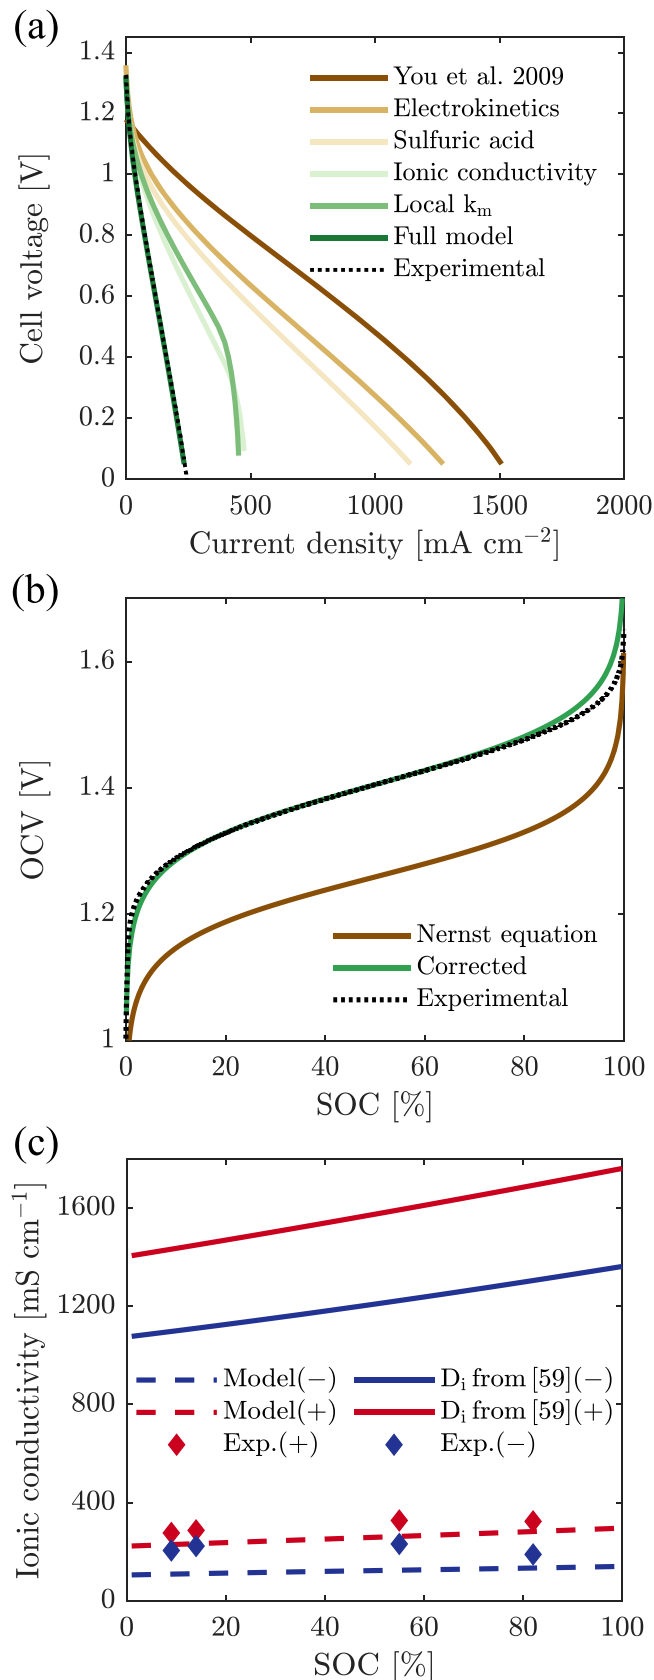 (a)
1.4
1.2
1
0.8
0.6
0.4
0.2
0
Cell voltage [V]
You et al. 2009
Electrokinetics
Sulfuric acid
Ionic conductivity
Local kₘ
Full model
Experimental
0 500 1000 1500 2000
Current density [mA cm⁻²]
(b)
1.6
1.4
1.2
1
OCV [V]
Nernst equation
Corrected
Experimental
0 20 40 60 80 100
SOC [%]
(c)
1600
1200
800
400
0
Ionic conductivity [mS cm⁻¹]
Model(−) Dᵢ from [59](−)
Model(+) Dᵢ from [59](+)
Exp.(+) Exp.(−)
0 20 40 60 80 100
SOC [%]